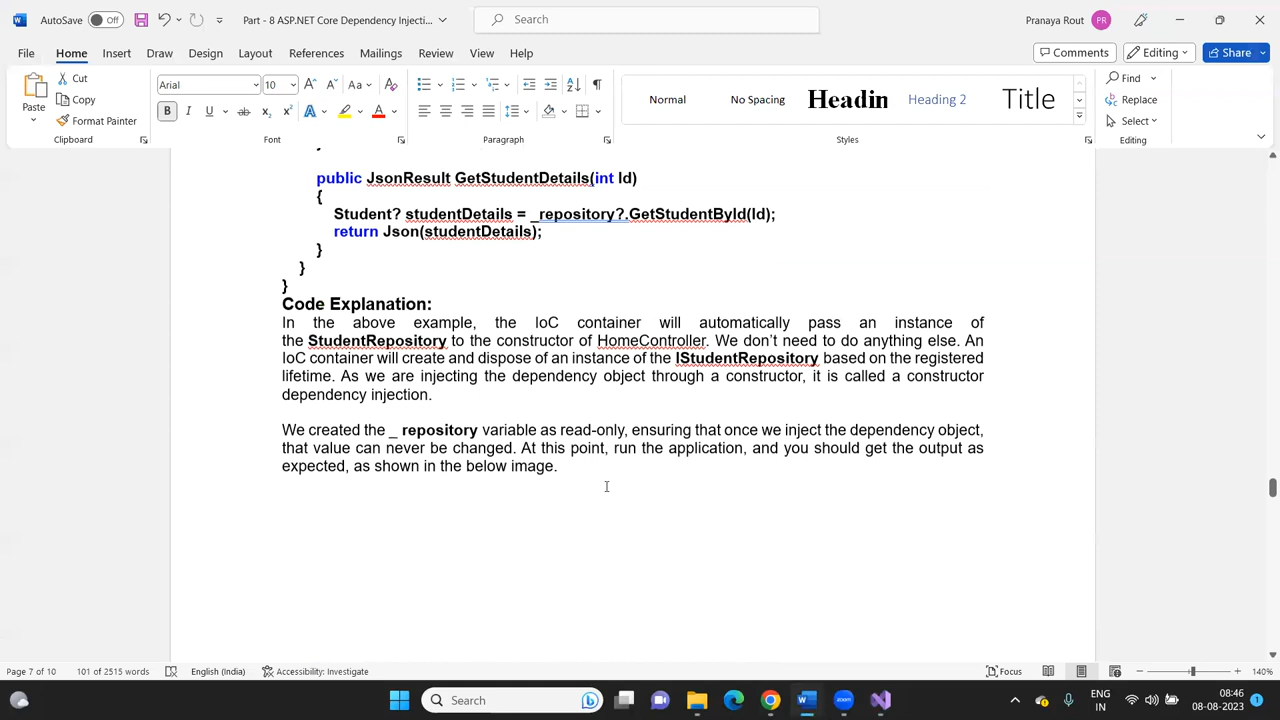 AutoSave Off
Part - 8 ASP.NET Core Dependency Injecti...
Search
Pranaya Rout PR
File Home Insert Draw Design Layout References Mailings Review View Help
Comments Editing Share
Paste
Cut
Copy
Format Painter
Clipboard
Arial 10
Font
Paragraph
Normal No Spacing Headin Heading 2 Title
Styles
Find
Replace
Select
Editing
public JsonResult GetStudentDetails(int Id)
{
Student? studentDetails = _repository?.GetStudentById(Id);
return Json(studentDetails);
}
}
}
Code Explanation:
In the above example, the IoC container will automatically pass an instance of
the StudentRepository to the constructor of HomeController. We don't need to do anything else. An
IoC container will create and dispose of an instance of the IStudentRepository based on the registered
lifetime. As we are injecting the dependency object through a constructor, it is called a constructor
dependency injection.
We created the _ repository variable as read-only, ensuring that once we inject the dependency object,
that value can never be changed. At this point, run the application, and you should get the output as
expected, as shown in the below image.
Page 7 of 10 101 of 2515 words English (India) Accessibility: Investigate Focus 140%
Search
ENG
IN
08:46
08-08-2023
1